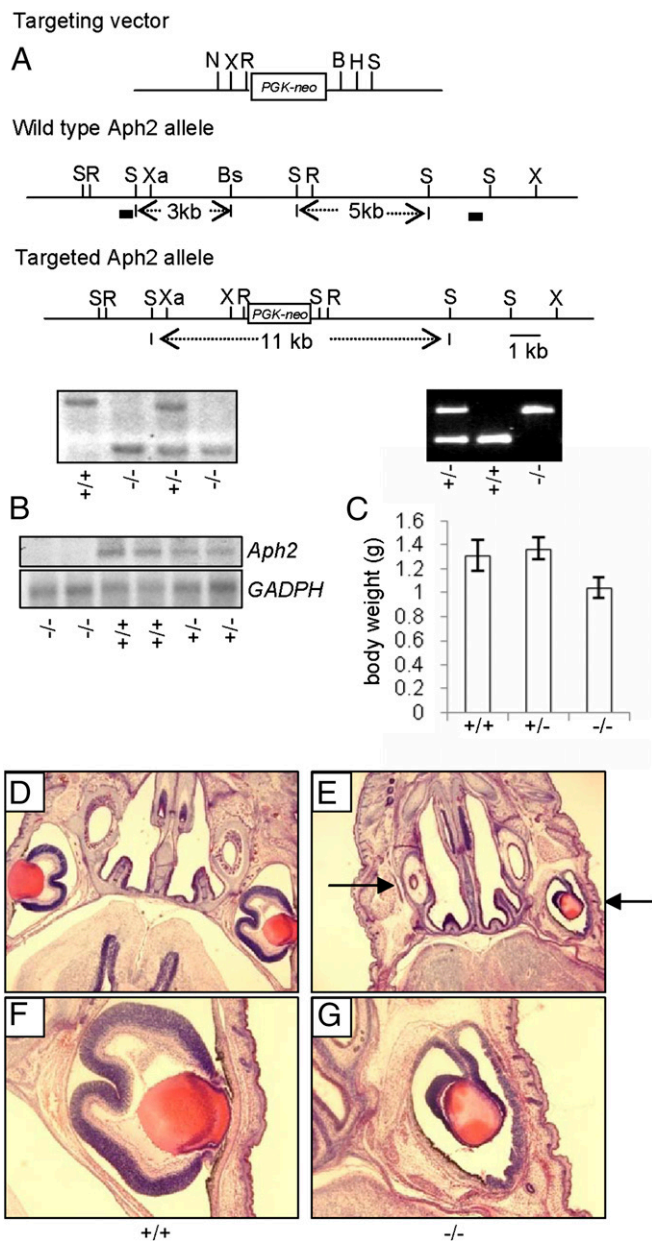 Targeting vector
A
N X R B H S
PGK-neo
Wild type Aph2 allele
S R S Xa Bs S R S S X
3kb 5kb
Targeted Aph2 allele
S R S Xa X R S R S S X
PGK-neo
11 kb 1 kb
+/+ -/- +/- -/-
+/- +/+ -/-
B
Aph2
GADPH
-/- -/- +/+ +/+ +/- +/-
C
body weight (g)
1.6
1.4
1.2
1
0.8
0.6
0.4
0.2
0
+/+ +/- -/-
D E
F G
+/+ -/-